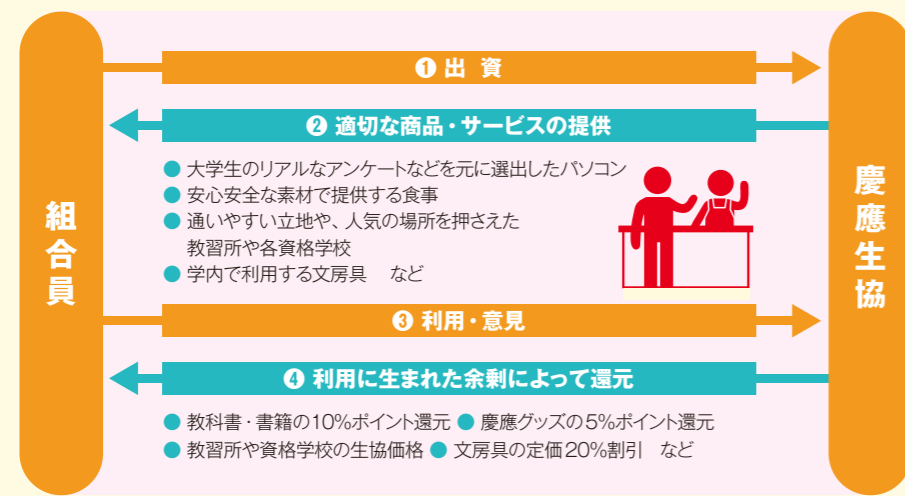 組合員
❶出 資
❷ 適切な商品・サービスの提供
● 大学生のリアルなアンケートなどを元に選出したパソコン
● 安心安全な素材で提供する食事
● 通いやすい立地や、人気の場所を押さえた
教習所や各資格学校
● 学内で利用する文房具 など
❸ 利用・意見
❹ 利用に生まれた余剰によって還元
● 教科書・書籍の10%ポイント還元 ● 慶應グッズの5%ポイント還元
● 教習所や資格学校の生協価格 ● 文房具の定価20%割引 など
慶應生協